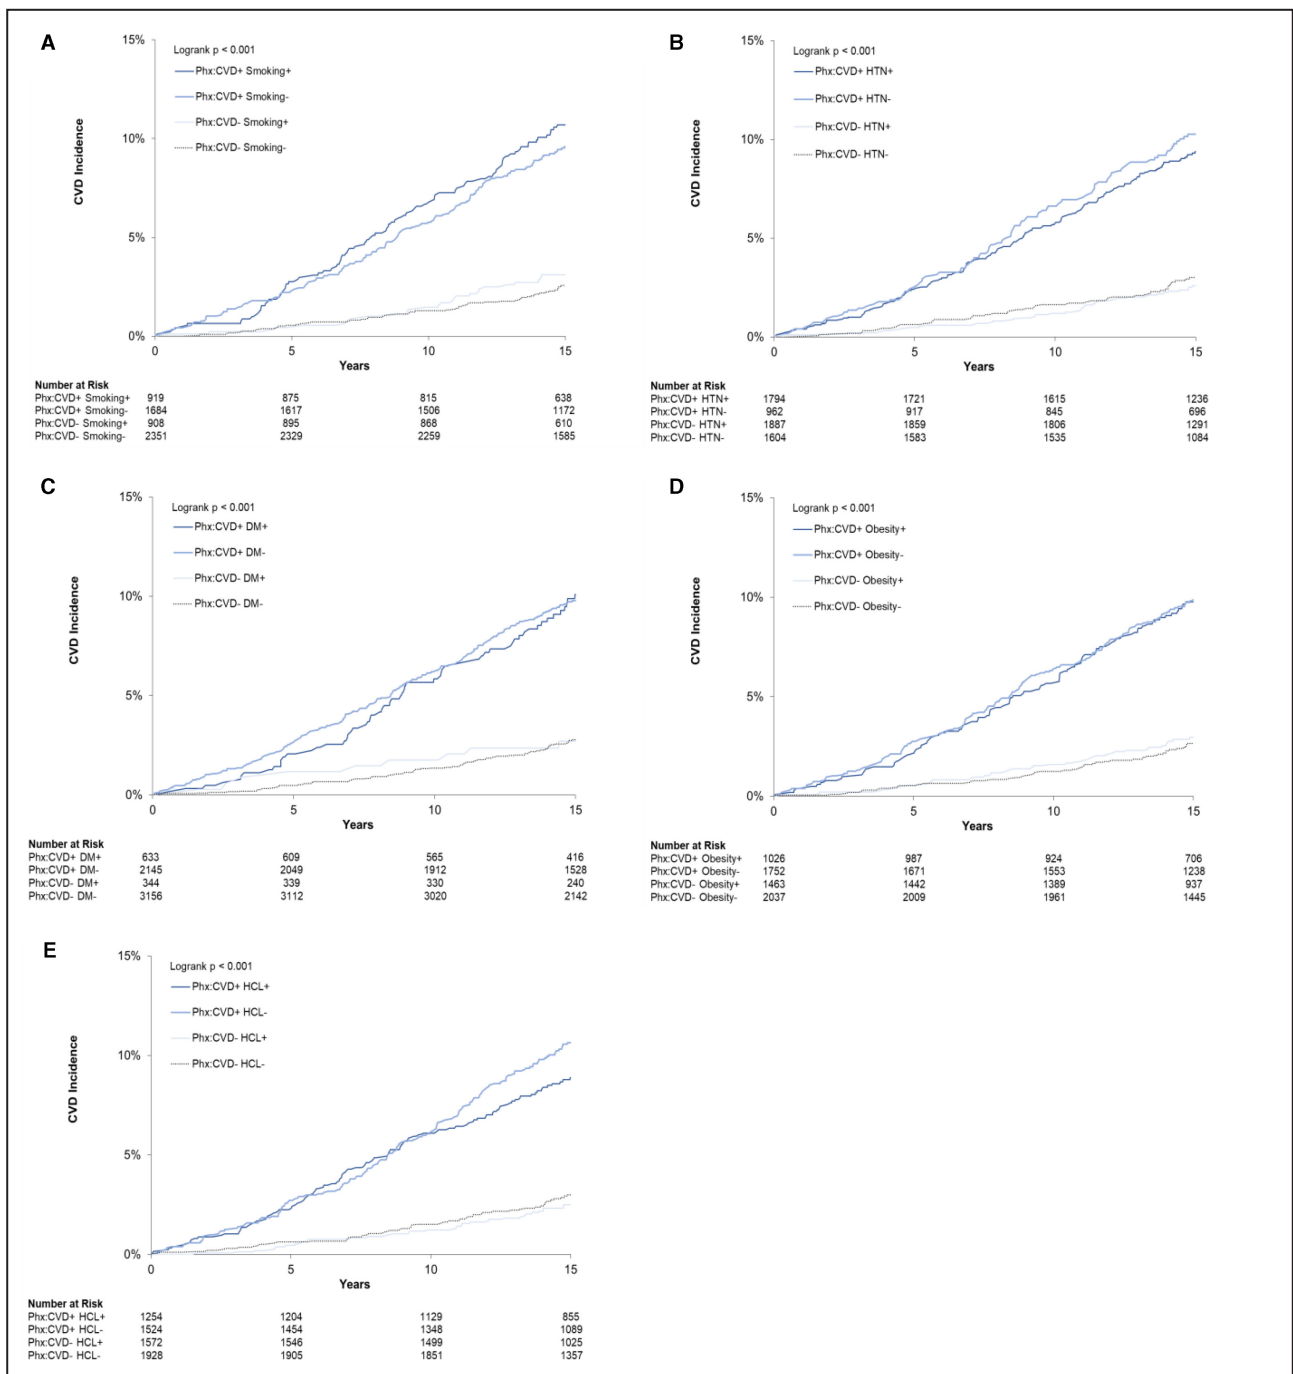 A
15%
10%
5%
0%
CVD Incidence
Logrank p < 0.001
Phx:CVD+ Smoking+
Phx:CVD+ Smoking-
Phx:CVD- Smoking+
Phx:CVD- Smoking-
0 5 10 15
Years
Number at Risk
Phx:CVD+ Smoking+ 919 875 815 638
Phx:CVD+ Smoking- 1684 1617 1506 1172
Phx:CVD- Smoking+ 908 895 868 610
Phx:CVD- Smoking- 2351 2329 2259 1585
B
15%
10%
5%
0%
CVD Incidence
Logrank p < 0.001
Phx:CVD+ HTN+
Phx:CVD+ HTN-
Phx:CVD- HTN+
Phx:CVD- HTN-
0 5 10 15
Years
Number at Risk
Phx:CVD+ HTN+ 1794 1721 1615 1236
Phx:CVD+ HTN- 962 917 845 696
Phx:CVD- HTN+ 1887 1859 1806 1291
Phx:CVD- HTN- 1604 1583 1535 1084
C
15%
10%
5%
0%
CVD Incidence
Logrank p < 0.001
Phx:CVD+ DM+
Phx:CVD+ DM-
Phx:CVD- DM+
Phx:CVD- DM-
0 5 10 15
Years
Number at Risk
Phx:CVD+ DM+ 633 609 565 416
Phx:CVD+ DM- 2145 2049 1912 1528
Phx:CVD- DM+ 344 339 330 240
Phx:CVD- DM- 3156 3112 3020 2142
D
15%
10%
5%
0%
CVD Incidence
Logrank p < 0.001
Phx:CVD+ Obesity+
Phx:CVD+ Obesity-
Phx:CVD- Obesity+
Phx:CVD- Obesity-
0 5 10 15
Years
Number at Risk
Phx:CVD+ Obesity+ 1026 987 924 706
Phx:CVD+ Obesity- 1752 1671 1553 1238
Phx:CVD- Obesity+ 1463 1442 1389 937
Phx:CVD- Obesity- 2037 2009 1961 1445
E
15%
10%
5%
0%
CVD Incidence
Logrank p < 0.001
Phx:CVD+ HCL+
Phx:CVD+ HCL-
Phx:CVD- HCL+
Phx:CVD- HCL-
0 5 10 15
Years
Number at Risk
Phx:CVD+ HCL+ 1254 1204 1129 855
Phx:CVD+ HCL- 1524 1454 1348 1089
Phx:CVD- HCL+ 1572 1546 1499 1025
Phx:CVD- HCL- 1928 1905 1851 1357